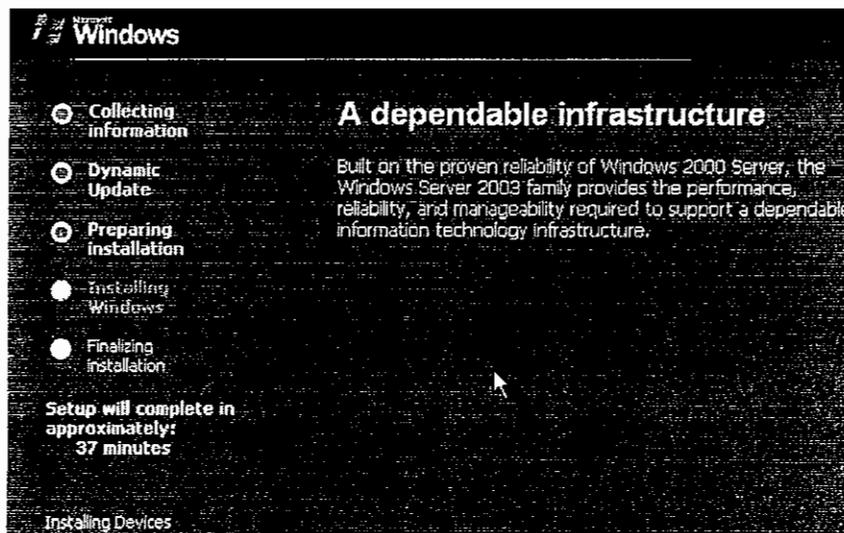 Microsoft
Windows
Collecting
information
Dynamic
Update
Preparing
installation
Installing
Windows
Finalizing
installation
Setup will complete in
approximately:
37 minutes
Installing Devices
A dependable infrastructure
Built on the proven reliability of Windows 2000 Server, the
Windows Server 2003 family provides the performance,
reliability, and manageability required to support a dependable
information technology infrastructure.